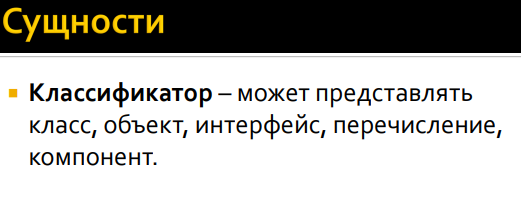 Сущности
Классификатор – может представлять
класс, объект, интерфейс, перечисление,
компонент.